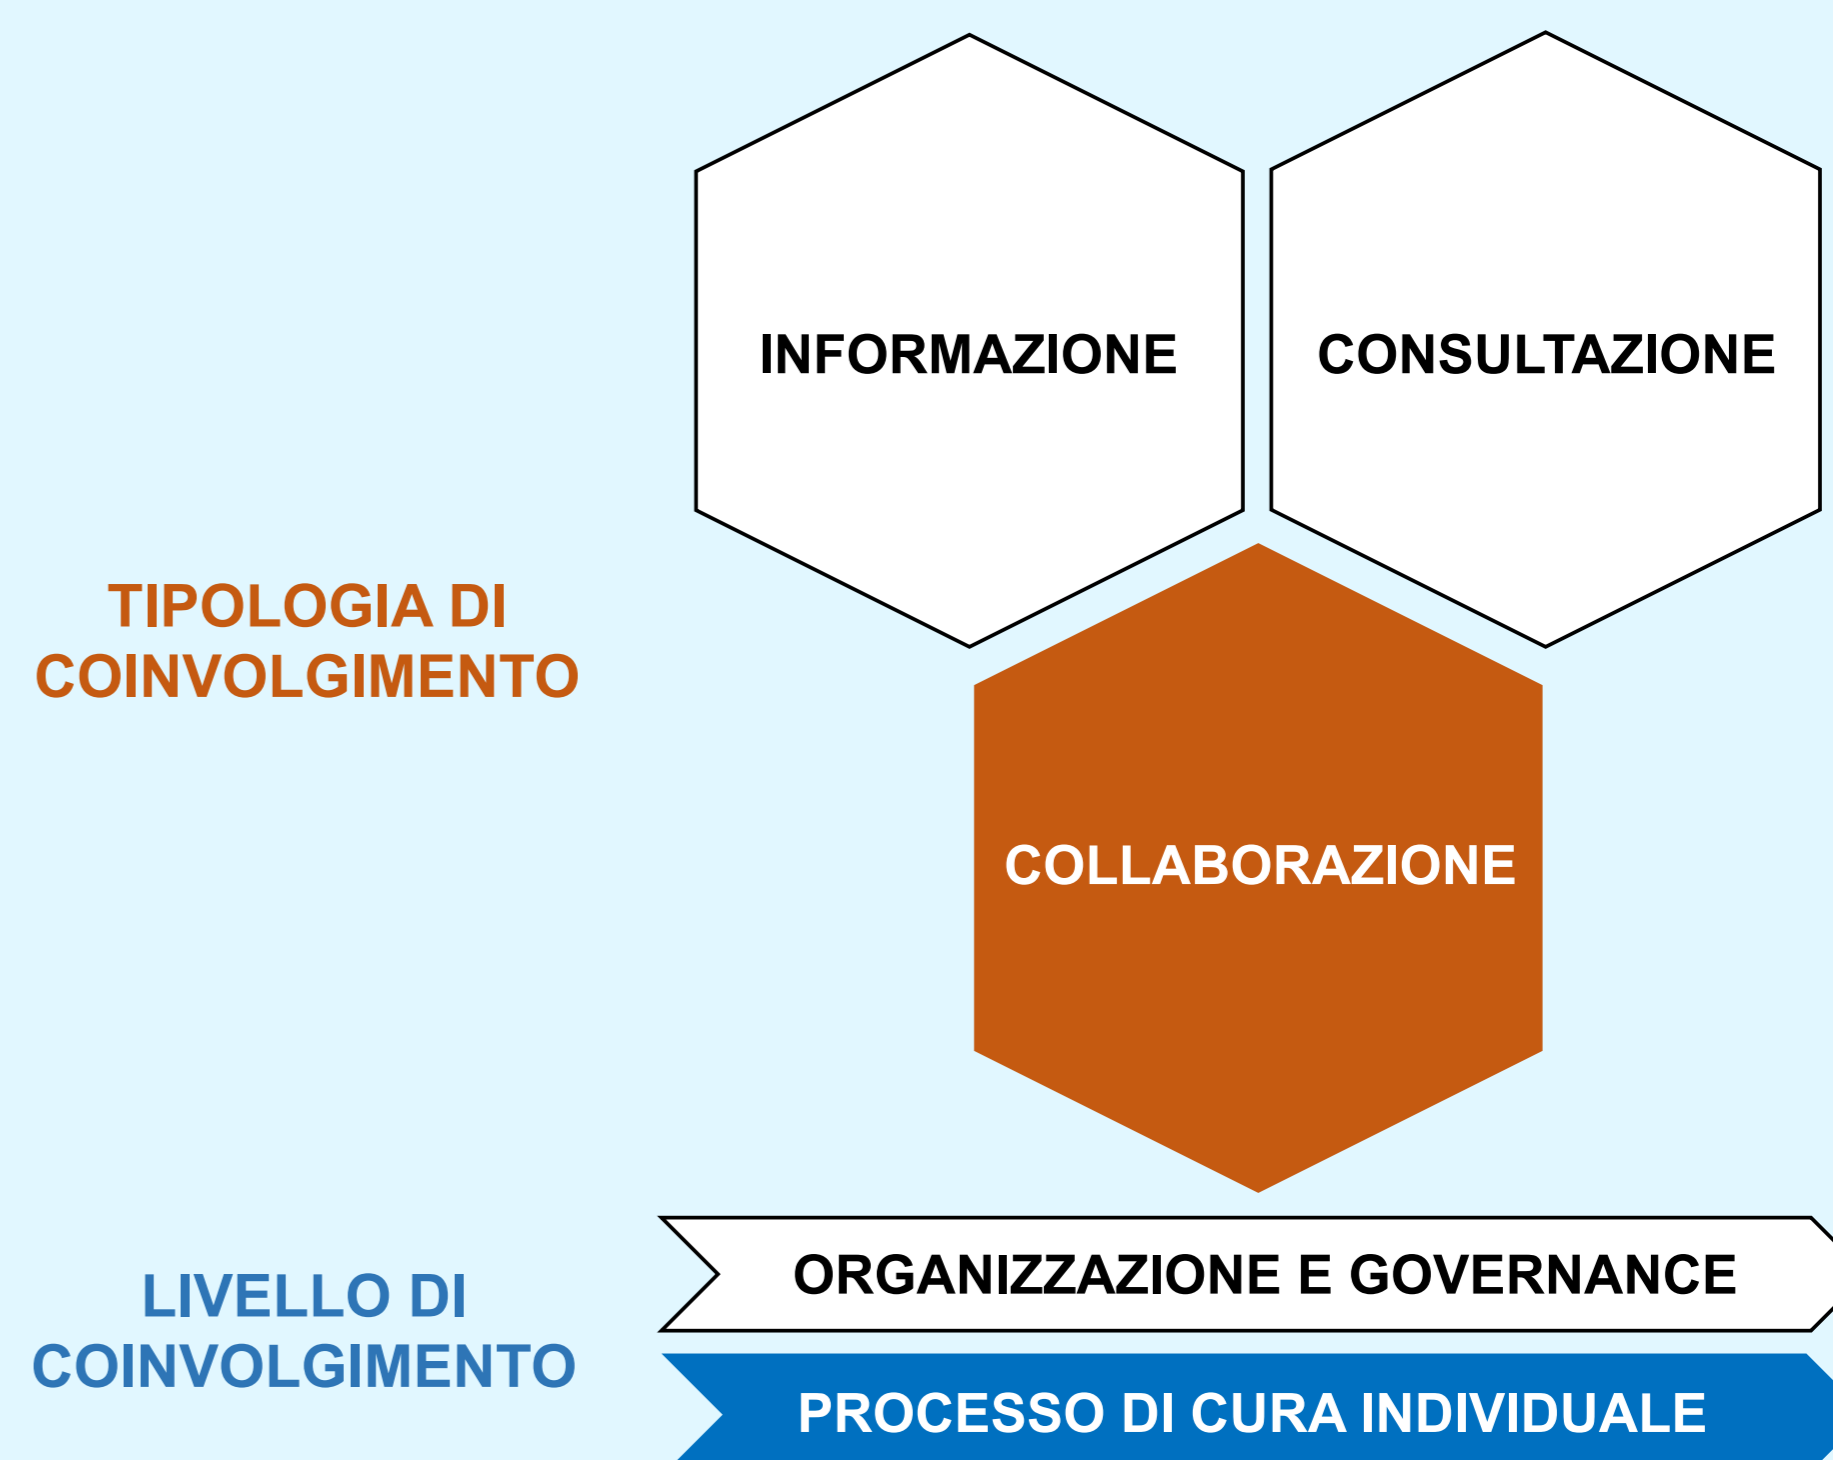 INFORMAZIONE
CONSULTAZIONE
TIPOLOGIA DI
COINVOLGIMENTO
COLLABORAZIONE
LIVELLO DI
COINVOLGIMENTO
ORGANIZZAZIONE E GOVERNANCE
PROCESSO DI CURA INDIVIDUALE